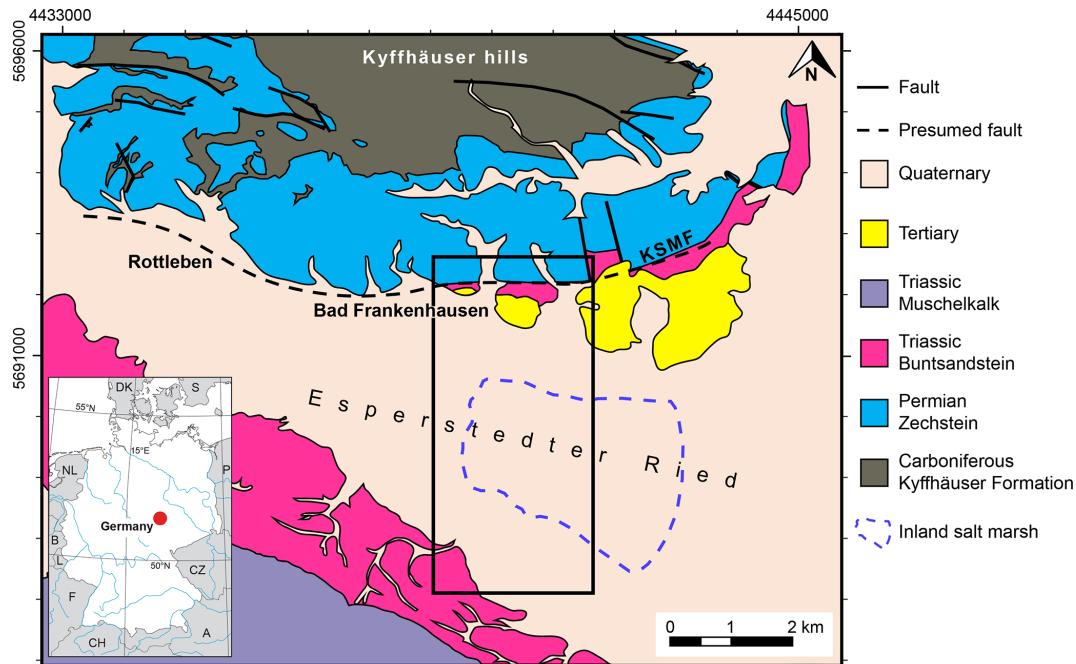 4433000
4445000
5696000
5691000
Kyffhäuser hills
N
Rottleben
KSMF
Bad Frankenhausen
Esperstedter Ried
DK
S
55°N
15°E
NL
P
Germany
B
L
50°N
CZ
F
CH
A
0 1 2 km
Fault
Presumed fault
Quaternary
Tertiary
Triassic
Muschelkalk
Triassic
Buntsandstein
Permian
Zechstein
Carboniferous
Kyffhäuser Formation
Inland salt marsh